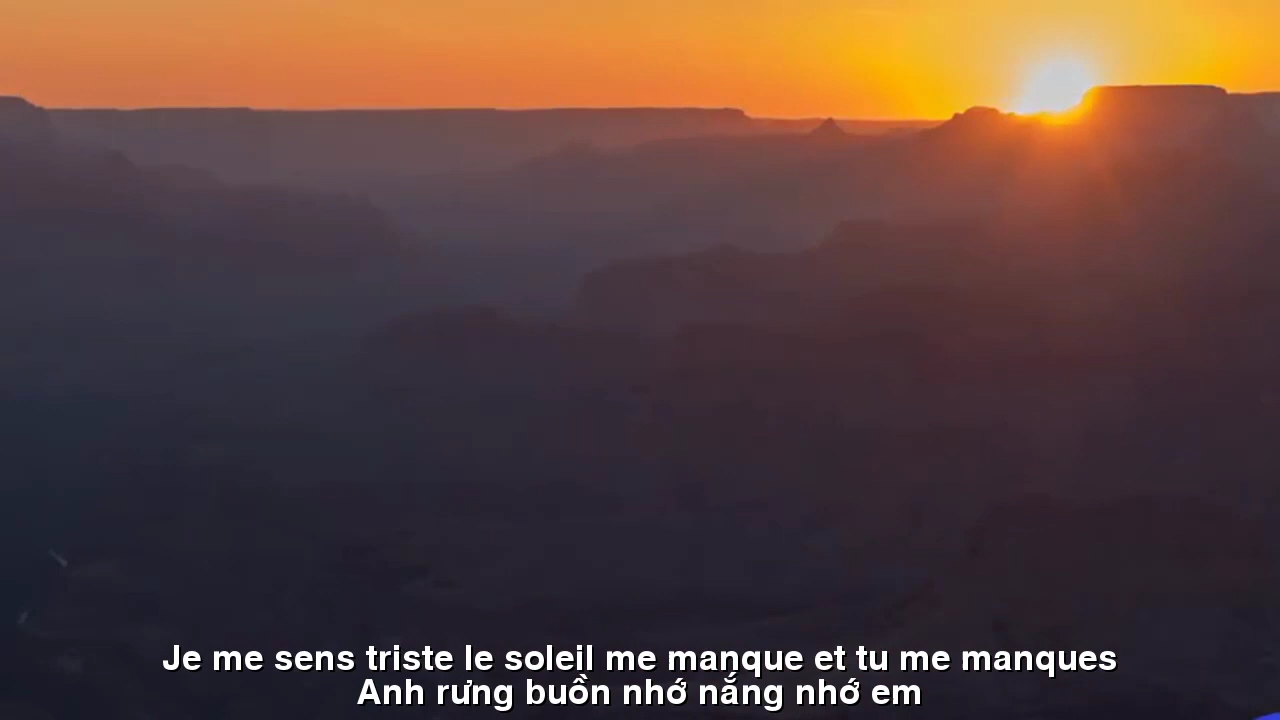 Je me sens triste le soleil me manque et tu me manques
Anh rưng buồn nhớ nắng nhớ em